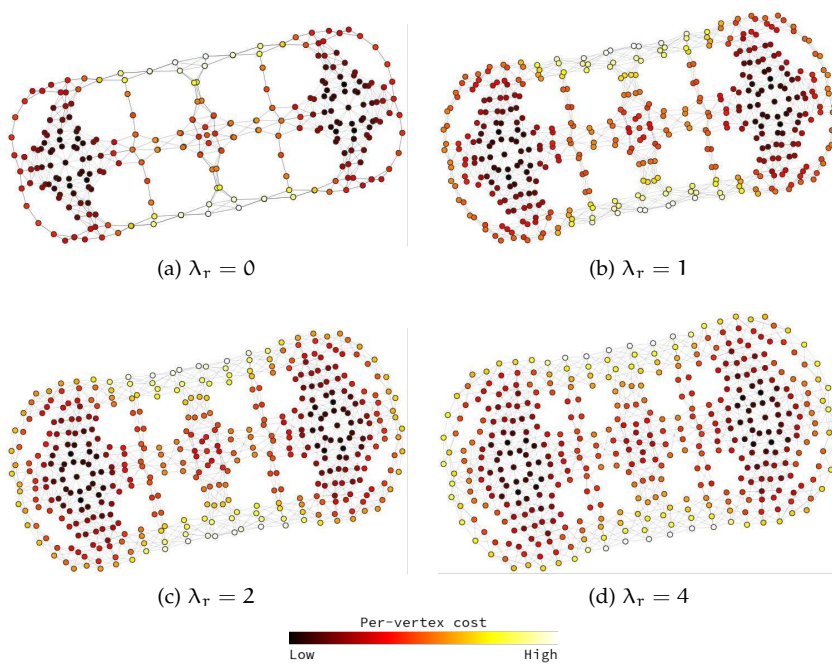 (a) λr = 0
(b) λr = 1
(c) λr = 2
(d) λr = 4
Per-vertex cost
Low High